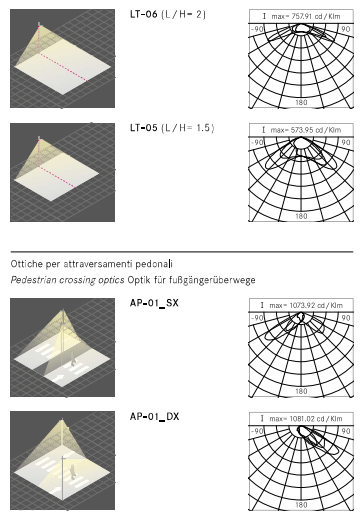 LT-06 (L/H= 2)
I max= 757.91 cd/Klm
-90 90
180
LT-05 (L/H= 1.5)
I max= 573.95 cd/Klm
-90 90
180
Ottiche per attraversamenti pedonali
Pedestrian crossing optics Optik für fußgängerüberwege
AP-01_SX
I max= 1073.92 cd/Klm
-90 90
180
AP-01_DX
I max= 1081.02 cd/Klm
-90 90
180